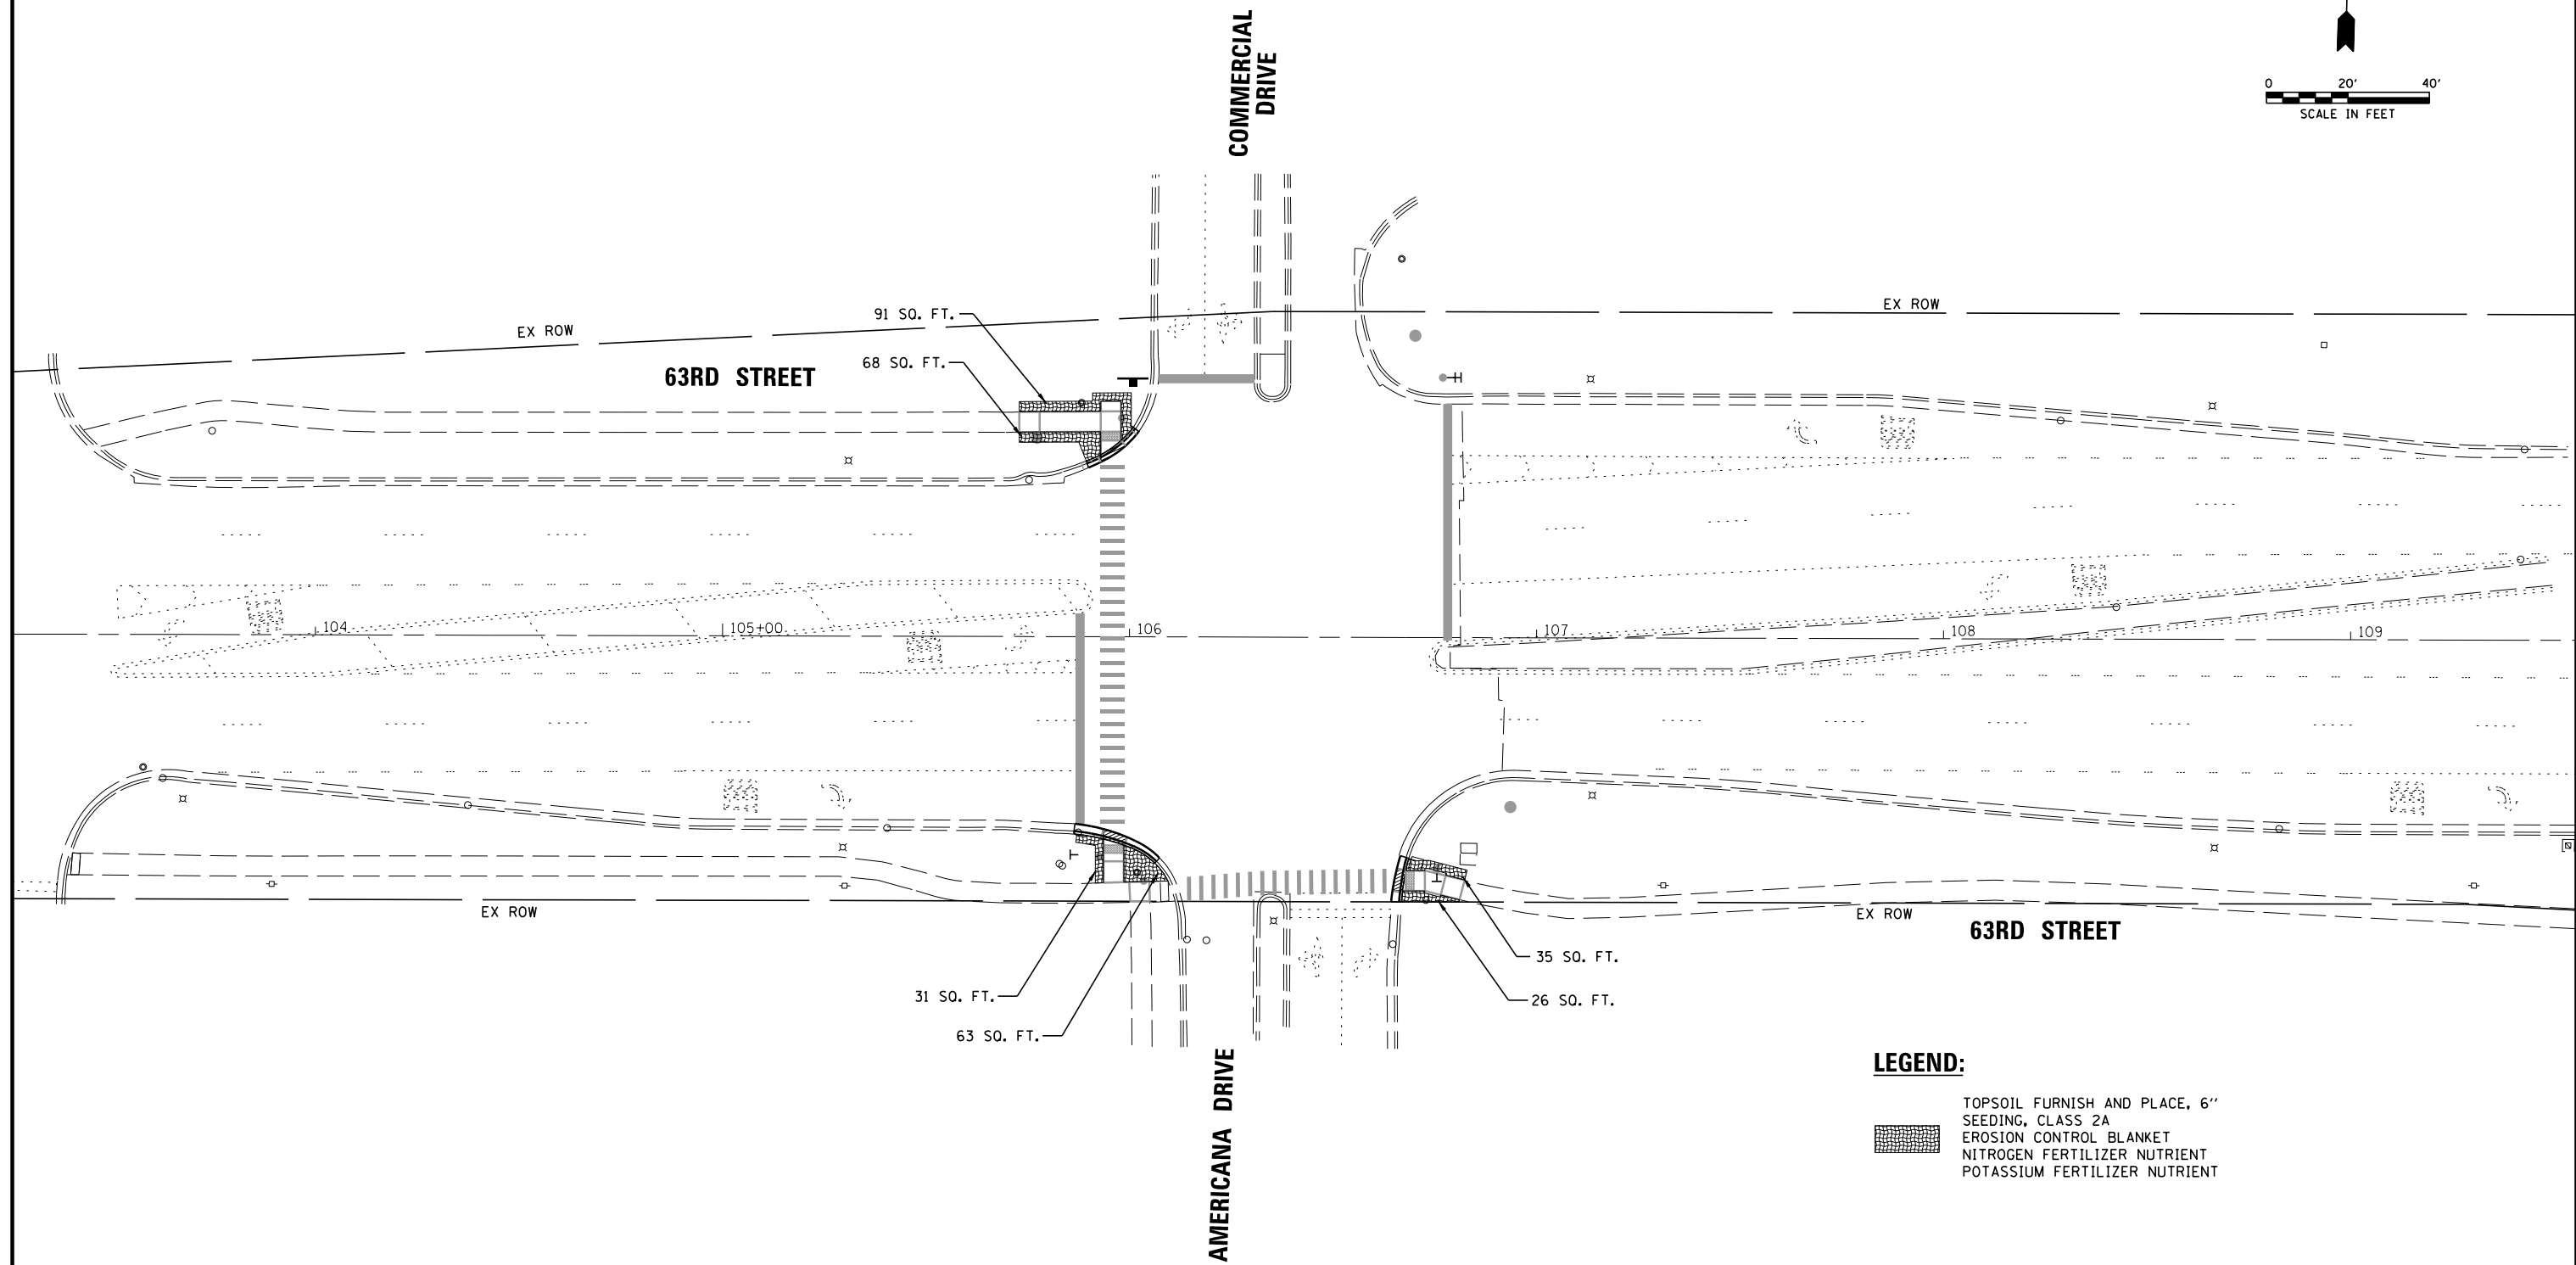 COMMERCIAL
DRIVE
0 20' 40'
SCALE IN FEET
EX ROW
EX ROW
91 SQ. FT.
68 SQ. FT.
63RD STREET
104
105+00
106
107
108
109
EX ROW
EX ROW
63RD STREET
31 SQ. FT.
63 SQ. FT.
35 SQ. FT.
26 SQ. FT.
AMERICANA DRIVE
LEGEND:
TOPSOIL FURNISH AND PLACE, 6''
SEEDING, CLASS 2A
EROSION CONTROL BLANKET
NITROGEN FERTILIZER NUTRIENT
POTASSIUM FERTILIZER NUTRIENT